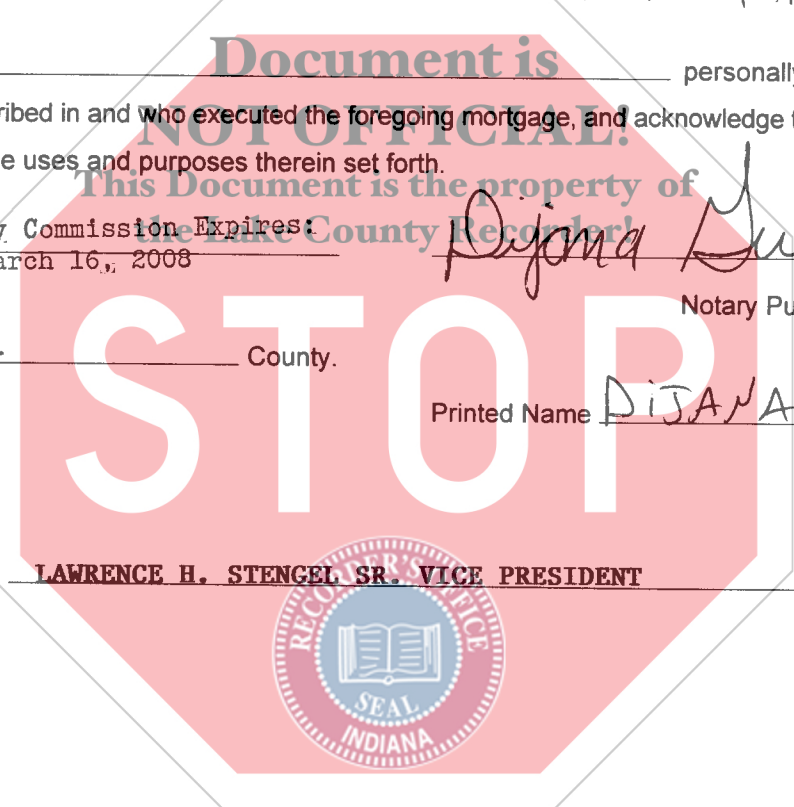 Document is
personally
ribed in and who executed the foregoing mortgage, and acknowledge
NOT OFFICIAL!
e uses and purposes therein set forth.
This Document is the property of
the Lake County Recorder!
y Commission Expires:
arch 16, 2008
Dijana Gu
Notary Pu
STOP
County.
Printed Name DiJANA
LAWRENCE H. STENGEL SR. VICE PRESIDENT
RECORDER'S OFFICE
SEAL
INDIANA